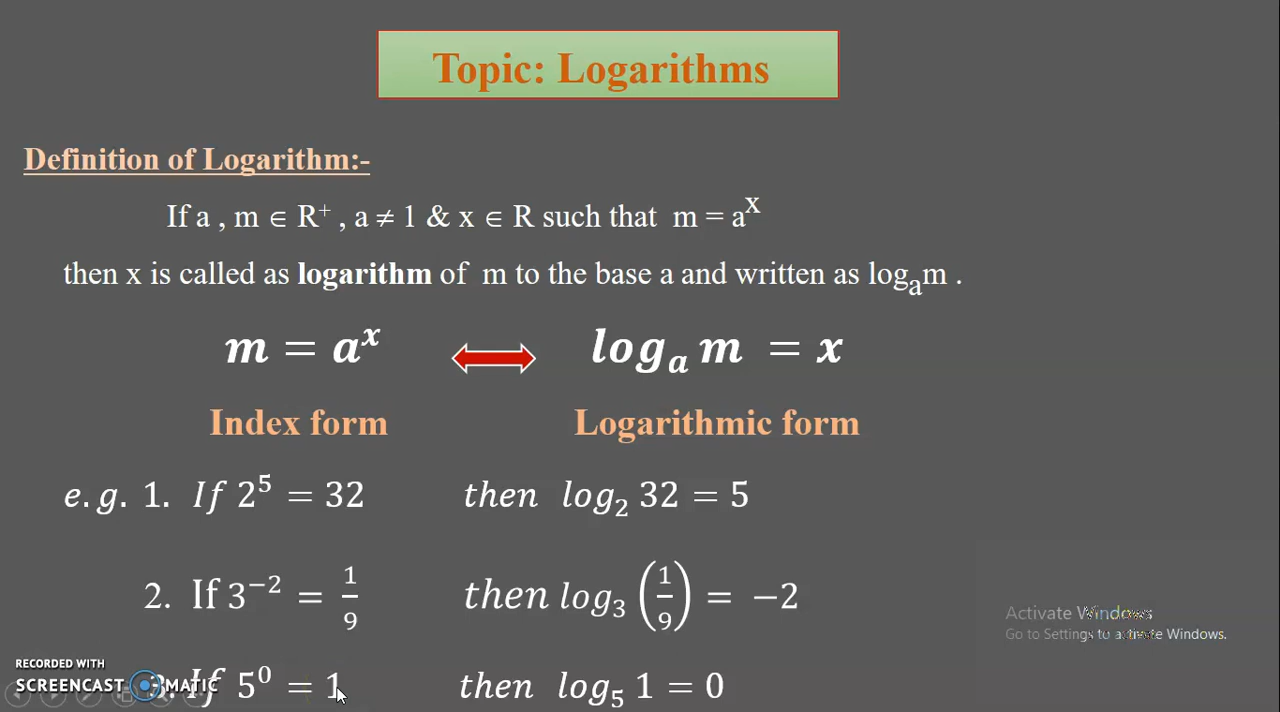 Topic: Logarithms
Definition of Logarithm:-
If a , m ∈ R⁺ , a ≠ 1 & x ∈ R such that m = aˣ
then x is called as logarithm of m to the base a and written as logₐm .
m = aˣ ⟺ logₐ m = x
Index form Logarithmic form
e.g. 1. If 2⁵ = 32 then log₂ 32 = 5
2. If 3⁻² = 1/9 then log₃ (1/9) = −2
Activate Windows
Go to Settings to activate Windows.
RECORDED WITH
SCREENCAST MATIC
3. If 5⁰ = 1 then log₅ 1 = 0